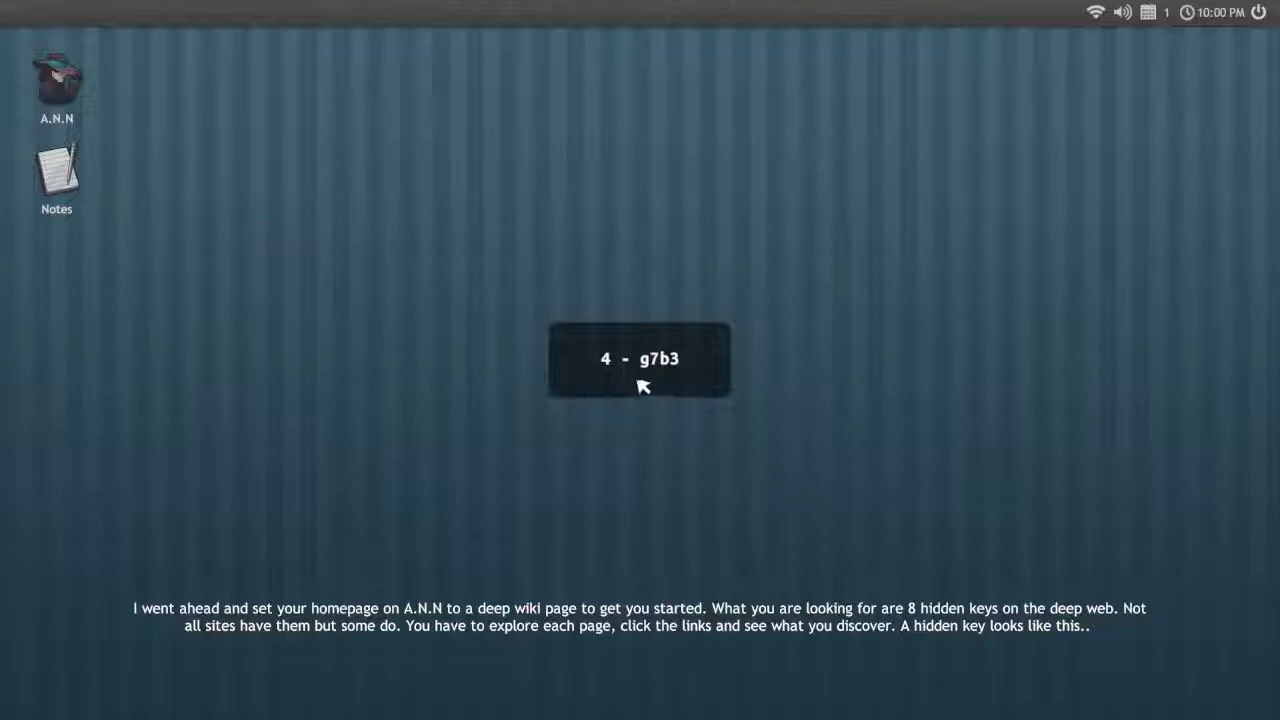 1 10:00 PM
A.N.N
Notes
4 - g7b3
I went ahead and set your homepage on A.N.N to a deep wiki page to get you started. What you are looking for are 8 hidden keys on the deep web. Not
all sites have them but some do. You have to explore each page, click the links and see what you discover. A hidden key looks like this..